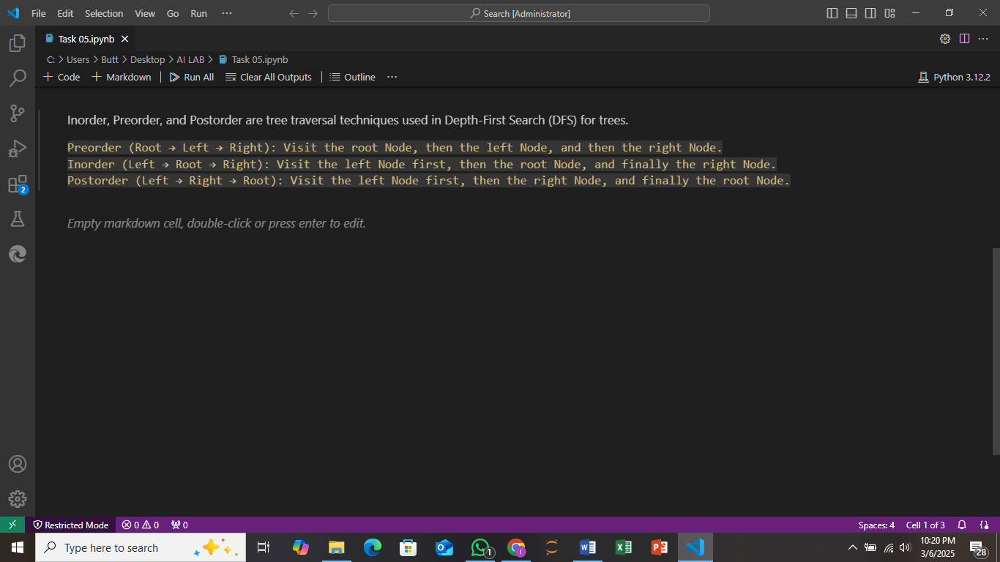 File Edit Selection View Go Run ···
Search [Administrator]
Task 05.ipynb
C: > Users > Butt > Desktop > AI LAB > Task 05.ipynb
+ Code + Markdown | Run All Clear All Outputs | Outline ···
Python 3.12.2
Inorder, Preorder, and Postorder are tree traversal techniques used in Depth-First Search (DFS) for trees.
Preorder (Root → Left → Right): Visit the root Node, then the left Node, and then the right Node.
Inorder (Left → Root → Right): Visit the left Node first, then the root Node, and finally the right Node.
Postorder (Left → Right → Root): Visit the left Node first, then the right Node, and finally the root Node.
Empty markdown cell, double-click or press enter to edit.
2
Restricted Mode 0 0 0
Spaces: 4 Cell 1 of 3
Type here to search
1
10:20 PM
3/6/2025
28